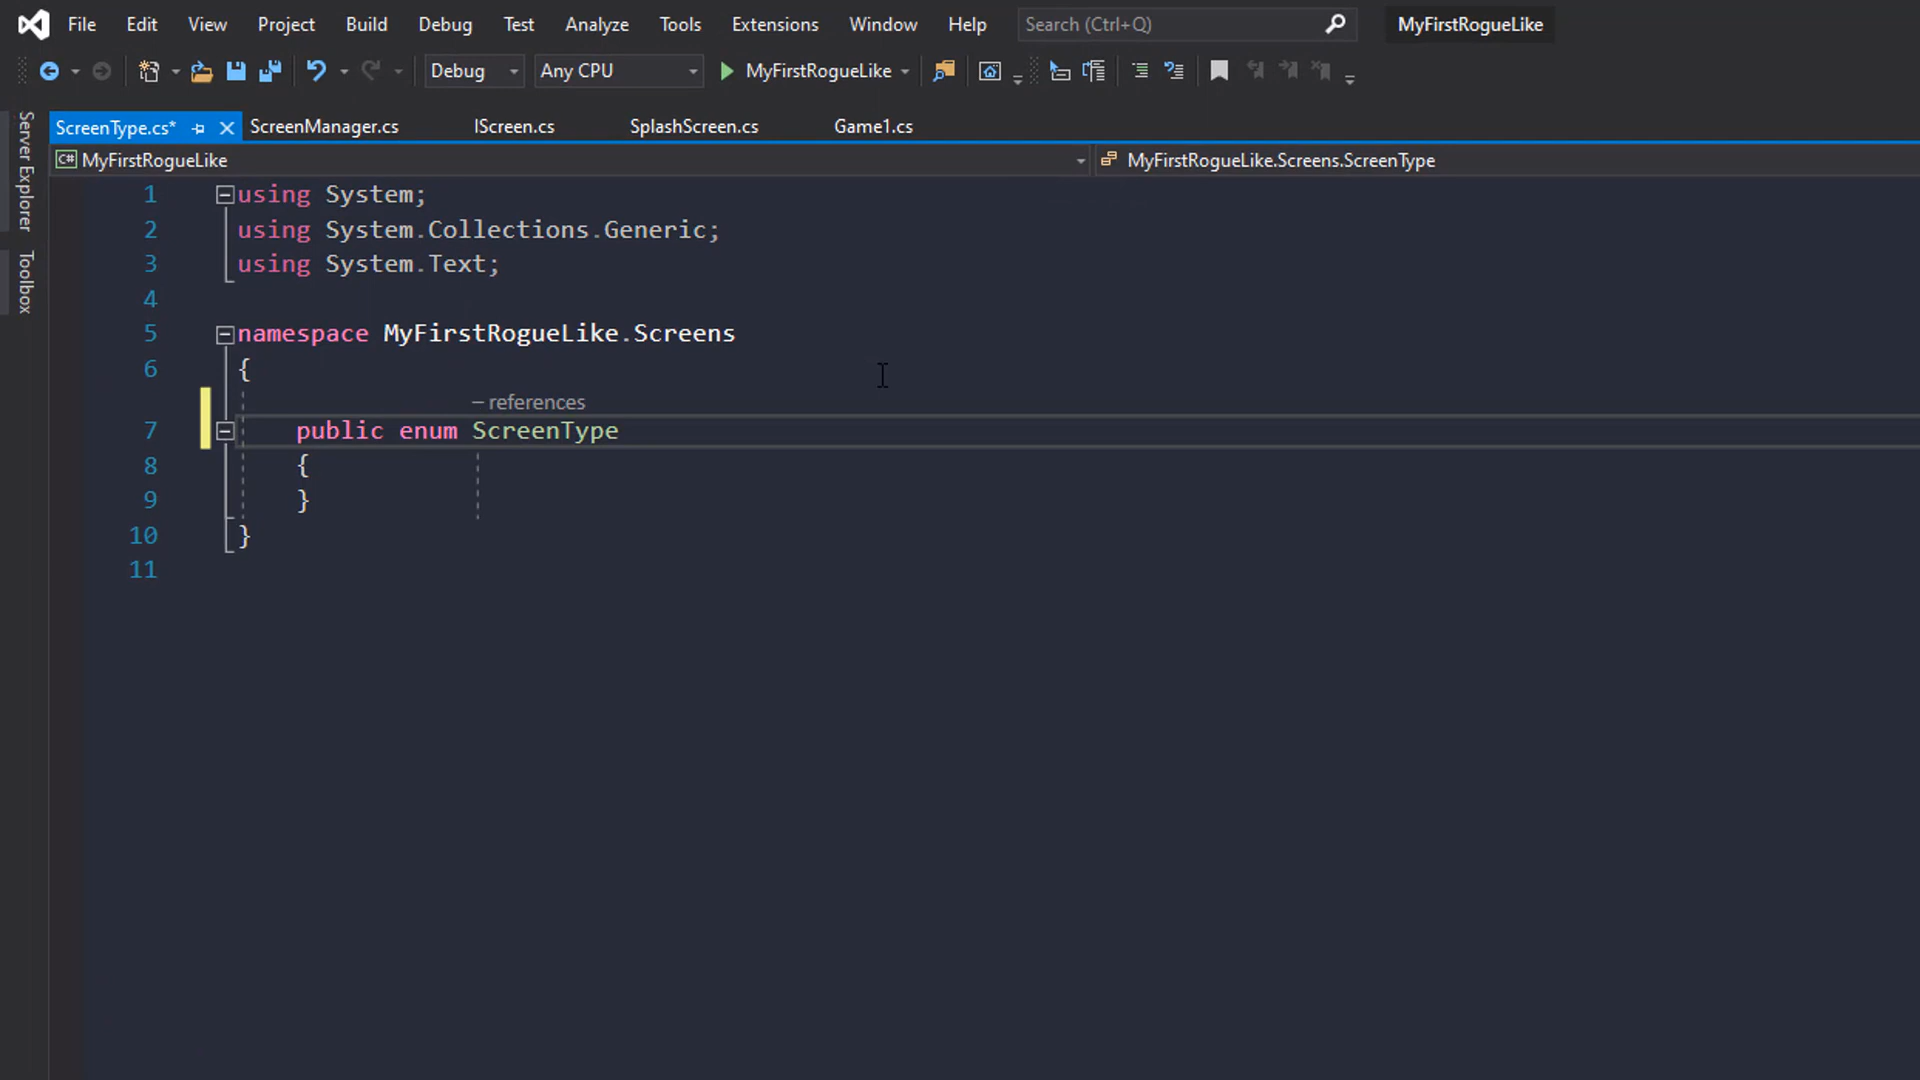 File Edit View Project Build Debug Test Analyze Tools Extensions Window Help Search (Ctrl+Q) MyFirstRogueLike
Debug Any CPU MyFirstRogueLike
ScreenType.cs* ScreenManager.cs IScreen.cs SplashScreen.cs Game1.cs
C# MyFirstRogueLike MyFirstRogueLike.Screens.ScreenType
Server Explorer
Toolbox
1 using System;
2 using System.Collections.Generic;
3 using System.Text;
4
5 namespace MyFirstRogueLike.Screens
6 {
– references
7 public enum ScreenType
8 {
9 }
10 }
11